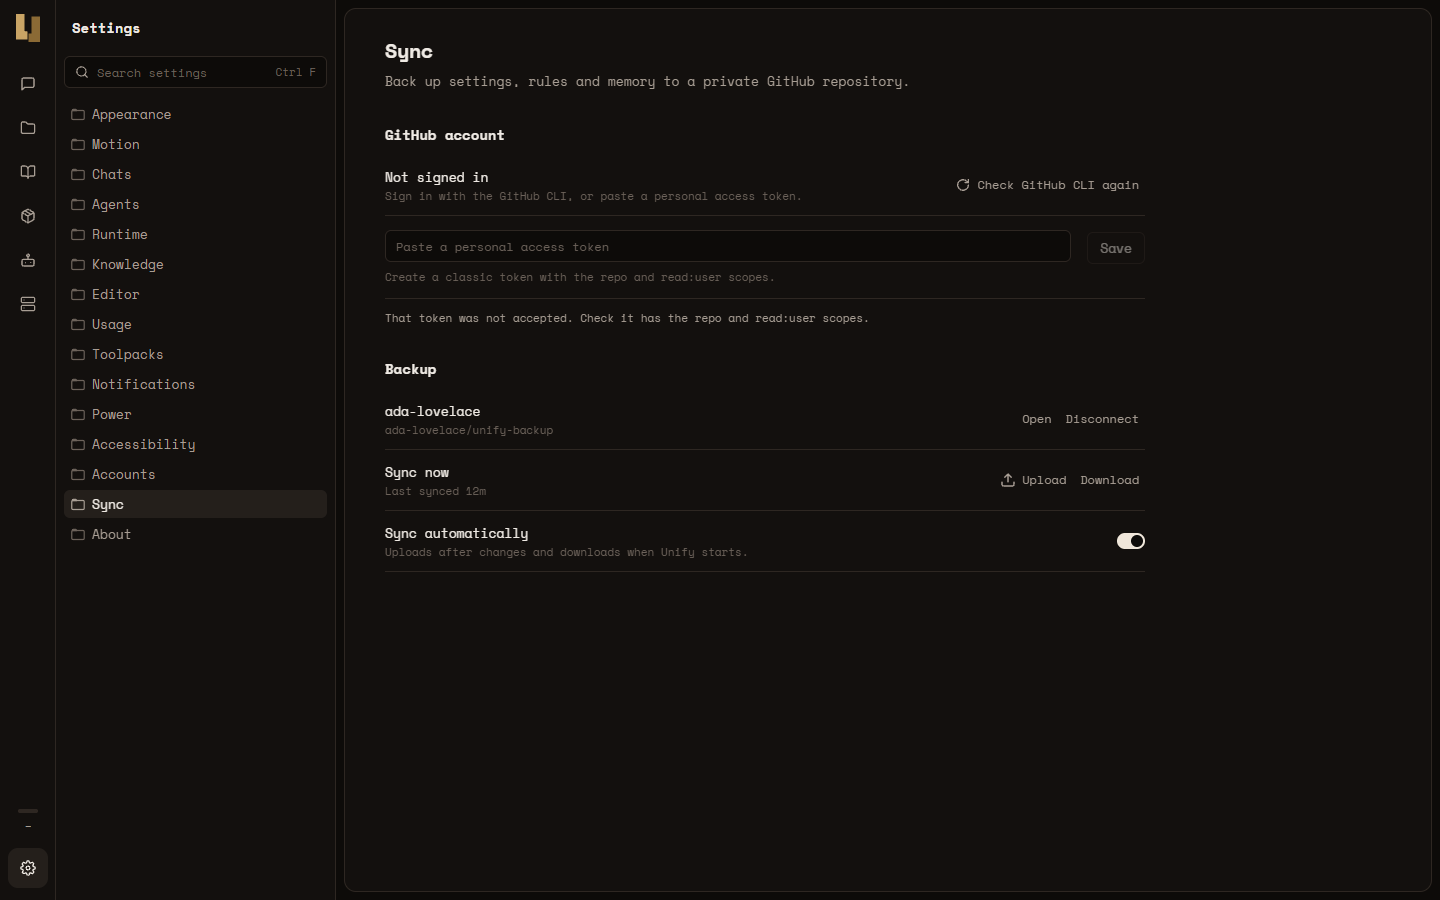 Settings
Search settings Ctrl F
Appearance
Motion
Chats
Agents
Runtime
Knowledge
Editor
Usage
Toolpacks
Notifications
Power
Accessibility
Accounts
Sync
About
Sync
Back up settings, rules and memory to a private GitHub repository.
GitHub account
Not signed in
Sign in with the GitHub CLI, or paste a personal access token.
Check GitHub CLI again
Paste a personal access token
Save
Create a classic token with the repo and read:user scopes.
That token was not accepted. Check it has the repo and read:user scopes.
Backup
ada-lovelace
ada-lovelace/unify-backup
Open Disconnect
Sync now
Last synced 12m
Upload Download
Sync automatically
Uploads after changes and downloads when Unify starts.